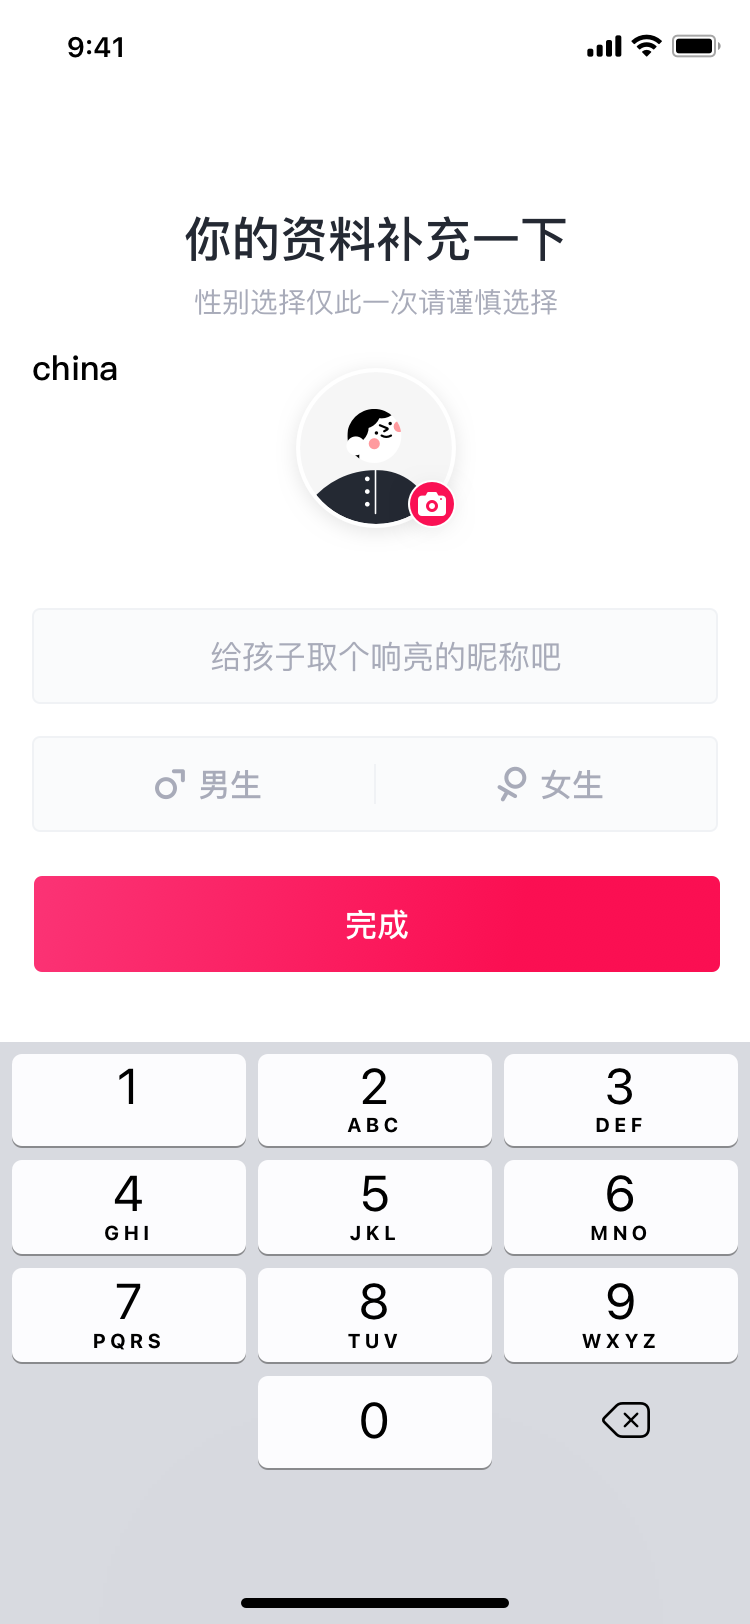 9:41
你的资料补充一下
性别选择仅此一次请谨慎选择
china
给孩子取个响亮的昵称吧
男生 女生
完成
1 2 3
ABC DEF
4 5 6
GHI JKL MNO
7 8 9
PQRS TUV WXYZ
0